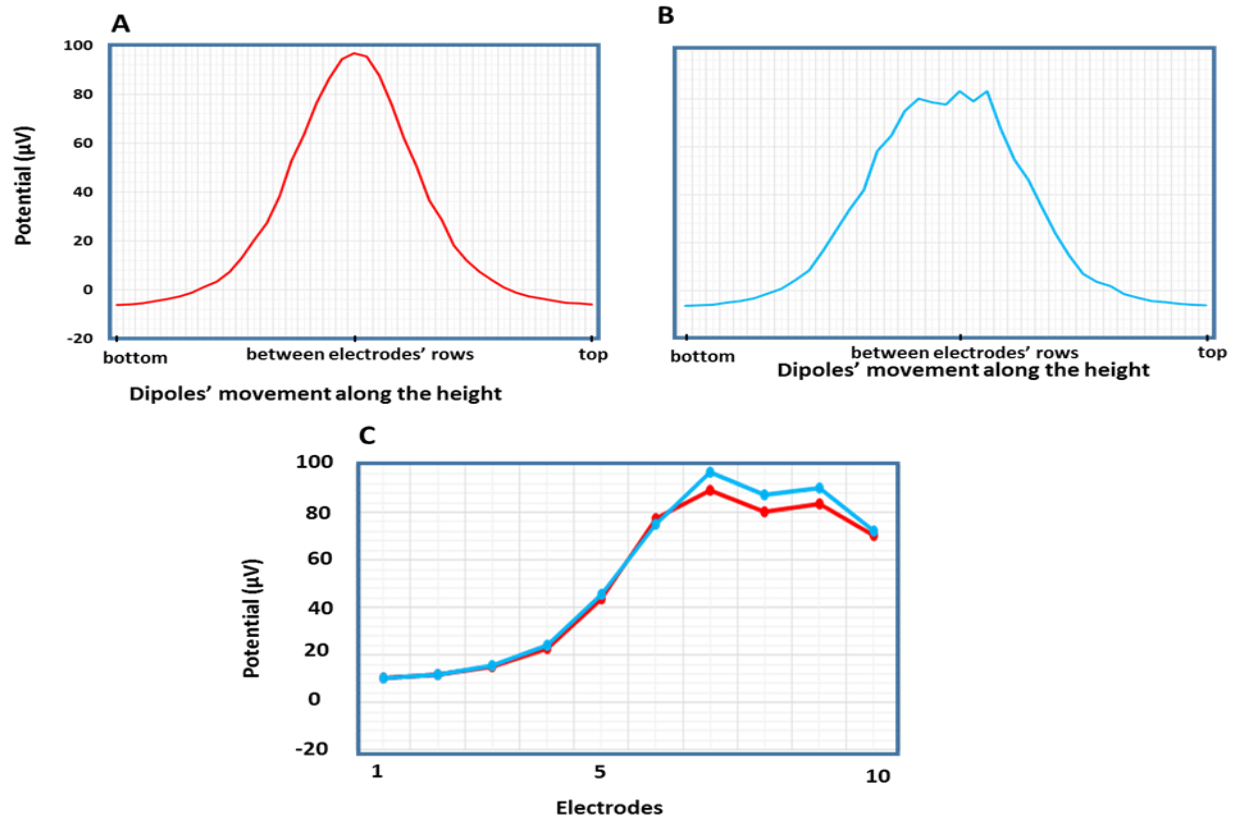 A
100
80
60
40
20
0
-20
Potential (μV)
bottom between electrodes' rows top
Dipoles' movement along the height
B
bottom between electrodes' rows top
Dipoles' movement along the height
C
100
80
60
40
20
0
-20
Potential (μV)
1 5 10
Electrodes